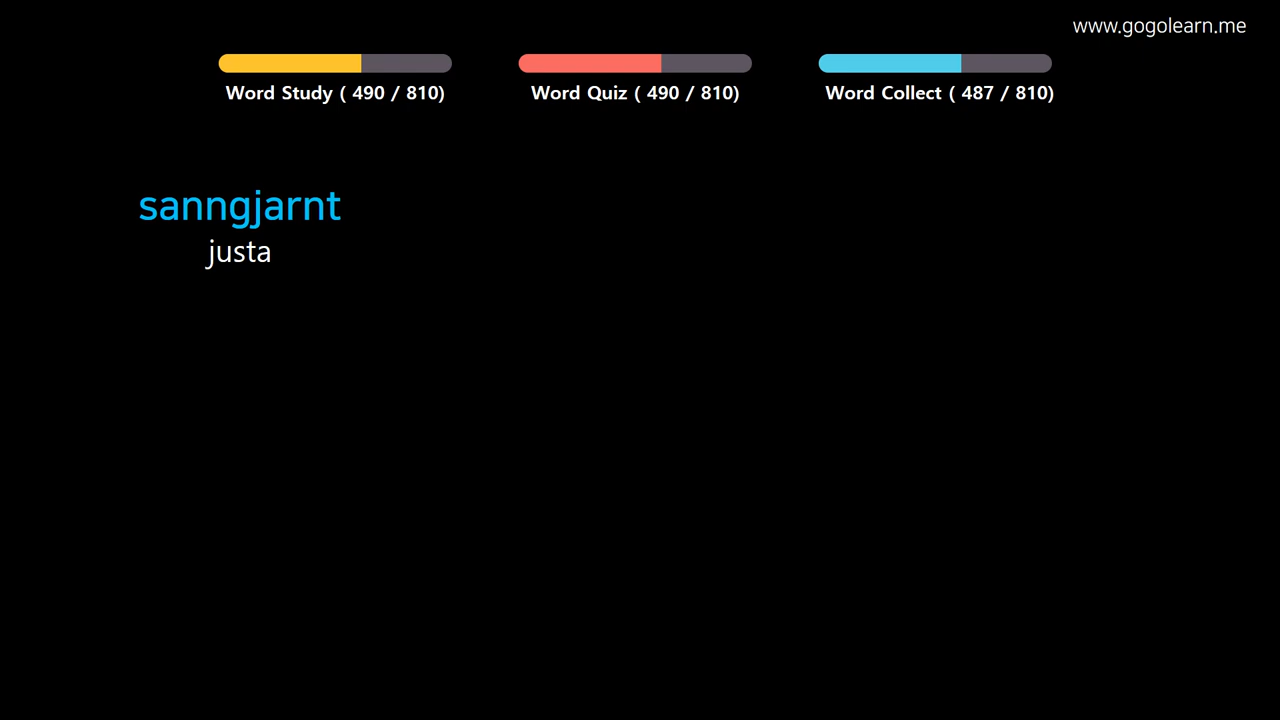 www.gogolearn.me
Word Study ( 490 / 810)
Word Quiz ( 490 / 810)
Word Collect ( 487 / 810)
sanngjarnt
justa